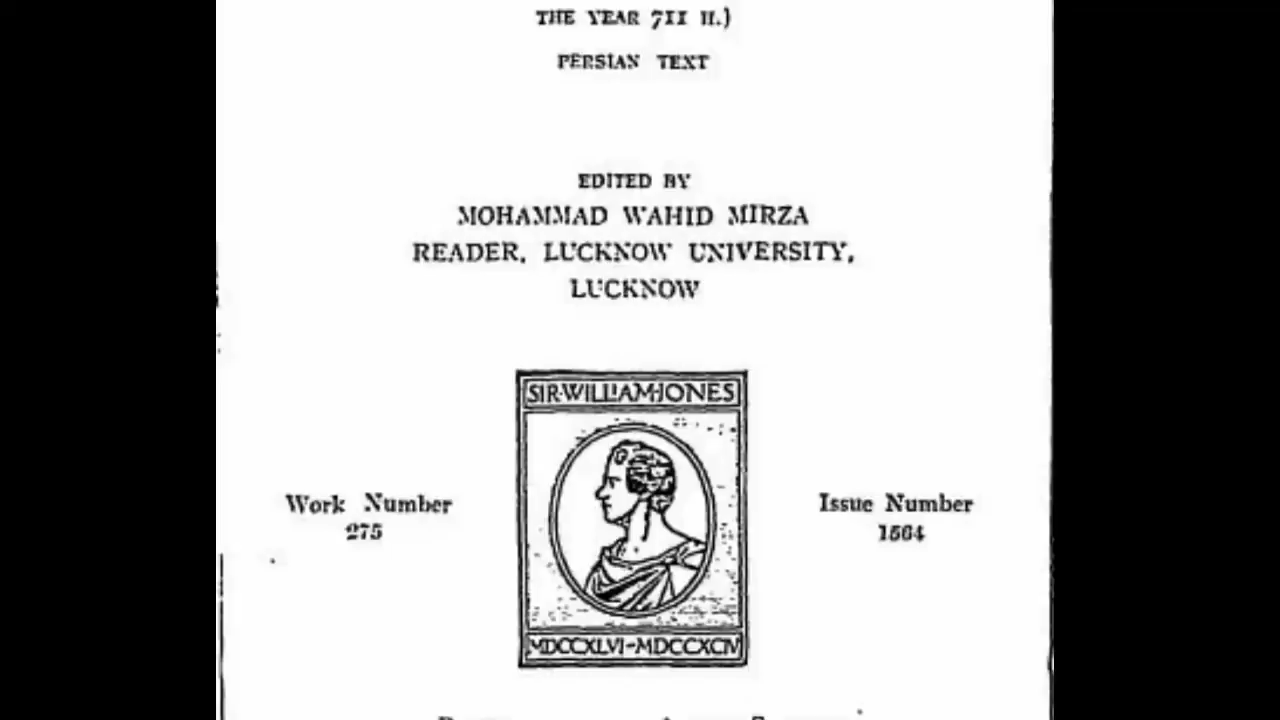 THE YEAR 711 H.)
PERSIAN TEXT
EDITED BY
MOHAMMAD WAHID MIRZA
READER, LUCKNOW UNIVERSITY,
LUCKNOW
SIR·WILLIAM·JONES
Work Number
275
Issue Number
1564
MDCCXLVI-MDCCXCIV